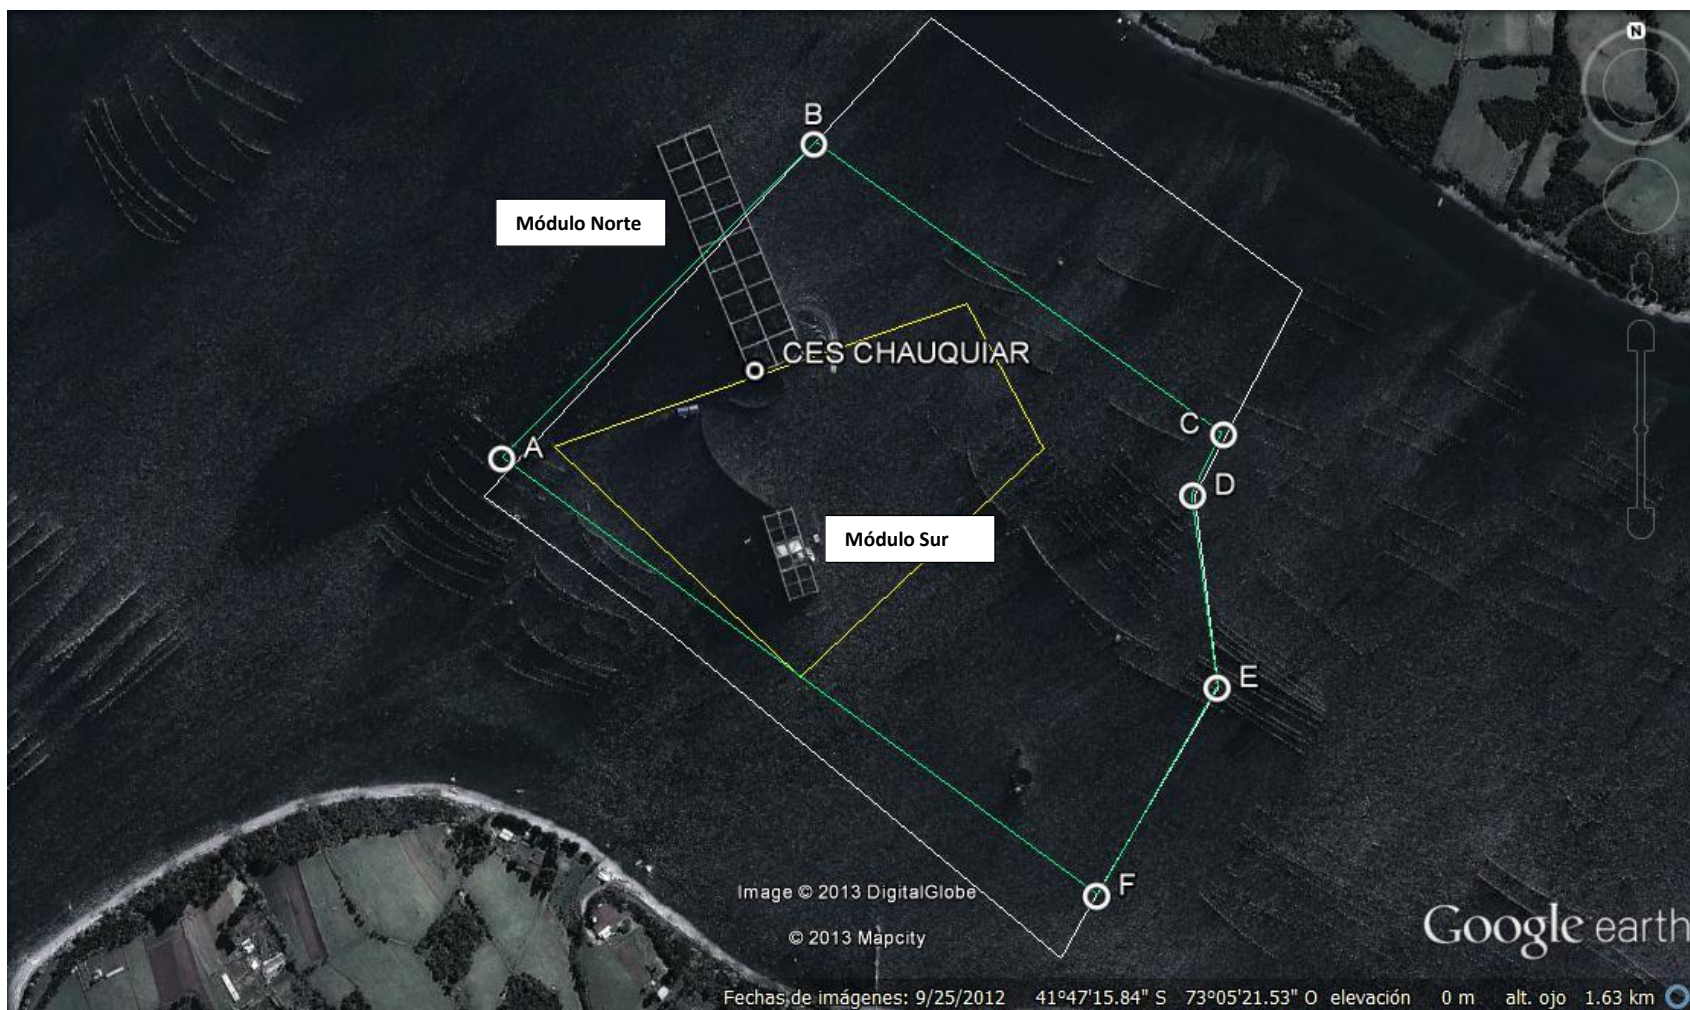 N
B
Módulo Norte
CES CHAUQUIAR
A
C
D
Módulo Sur
E
F
Image © 2013 DigitalGlobe
© 2013 Mapcity
Google earth
Fechas de imágenes: 9/25/2012 41°47'15.84" S 73°05'21.53" O elevación 0 m alt. ojo 1.63 km